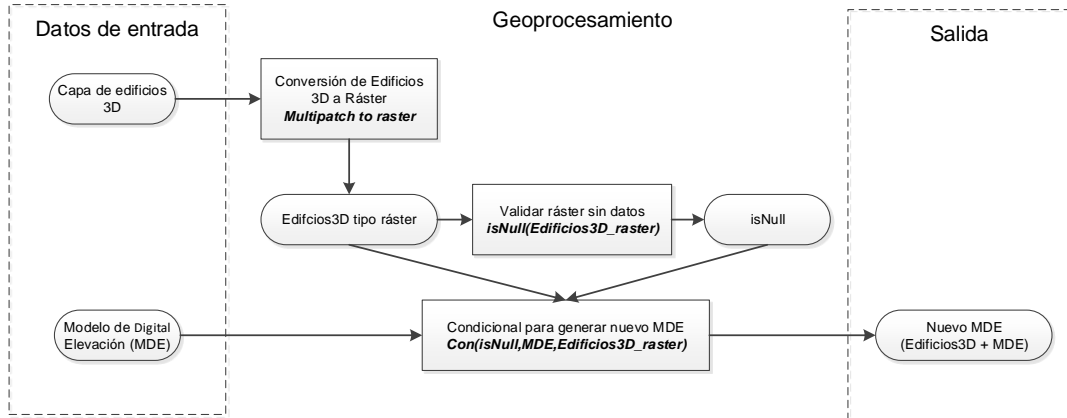 Datos de entrada
Geoprocesamiento
Salida
Capa de edificios
3D
Conversión de Edificios
3D a Ráster
Multipatch to raster
Edifcios3D tipo ráster
Validar ráster sin datos
isNull(Edificios3D_raster)
isNull
Modelo de Digital
Elevación (MDE)
Condicional para generar nuevo MDE
Con(isNull,MDE,Edificios3D_raster)
Nuevo MDE
(Edificios3D + MDE)